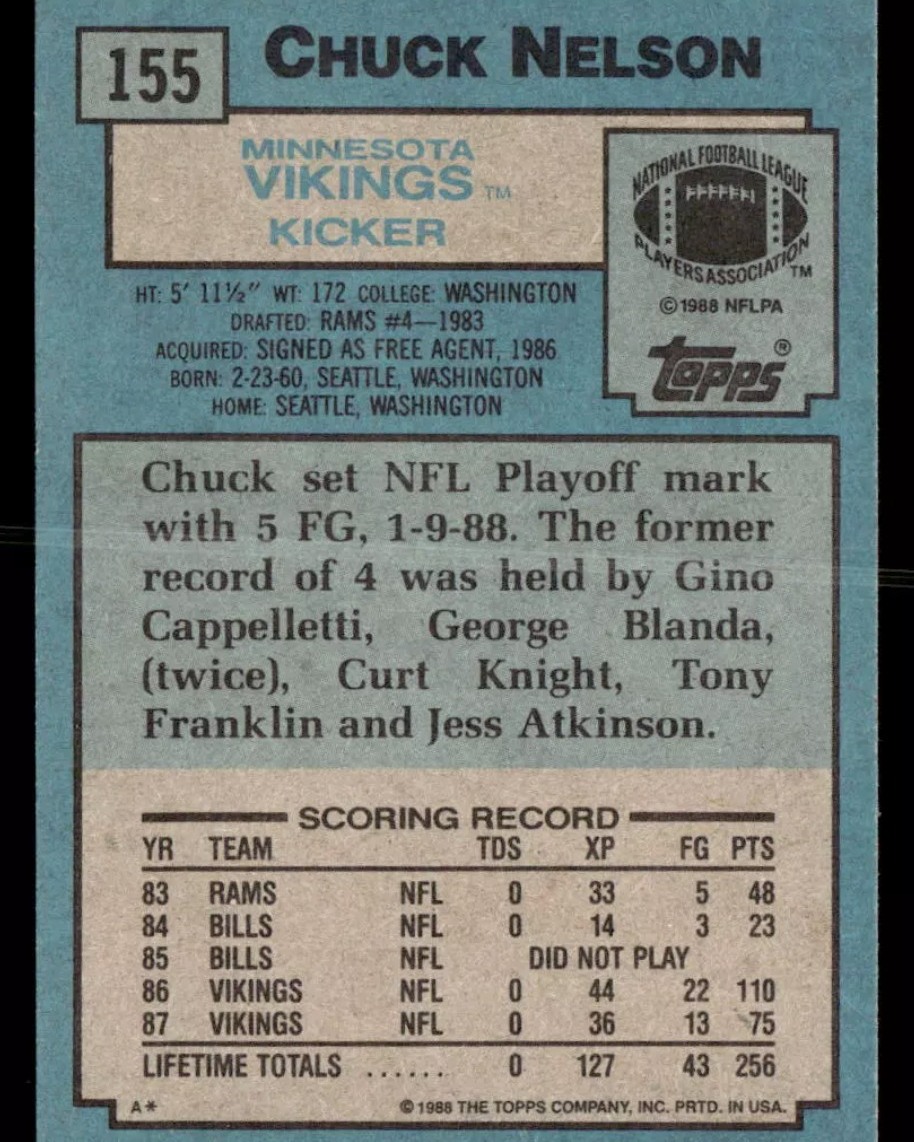 155
CHUCK NELSON
MINNESOTA
VIKINGS TM
KICKER
NATIONAL FOOTBALL LEAGUE
PLAYERS ASSOCIATION TM
© 1988 NFLPA
Topps ®
HT: 5′ 11½″ WT: 172 COLLEGE: WASHINGTON
DRAFTED: RAMS #4—1983
ACQUIRED: SIGNED AS FREE AGENT, 1986
BORN: 2-23-60, SEATTLE, WASHINGTON
HOME: SEATTLE, WASHINGTON
Chuck set NFL Playoff mark
with 5 FG, 1-9-88. The former
record of 4 was held by Gino
Cappelletti, George Blanda,
(twice), Curt Knight, Tony
Franklin and Jess Atkinson.
SCORING RECORD
YR TEAM TDS XP FG PTS
83 RAMS NFL 0 33 5 48
84 BILLS NFL 0 14 3 23
85 BILLS NFL DID NOT PLAY
86 VIKINGS NFL 0 44 22 110
87 VIKINGS NFL 0 36 13 75
LIFETIME TOTALS ...... 0 127 43 256
A* © 1988 THE TOPPS COMPANY, INC. PRTD. IN USA.